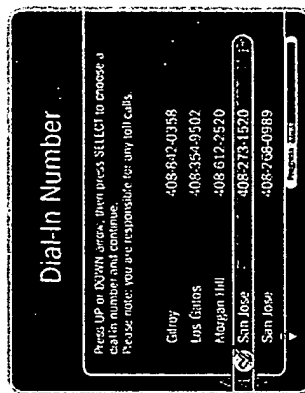 Dial-In Number
Press UP or DOWN arrow, then press SELECT to choose a
dial in number and continue.
Please note: you are responsible for any toll calls.
Gilroy 408-842-0358
Los Gatos 408-354-9502
Morgan Hill 408 612-2520
San Jose 408-273-1520
San Jose 408-768-0989